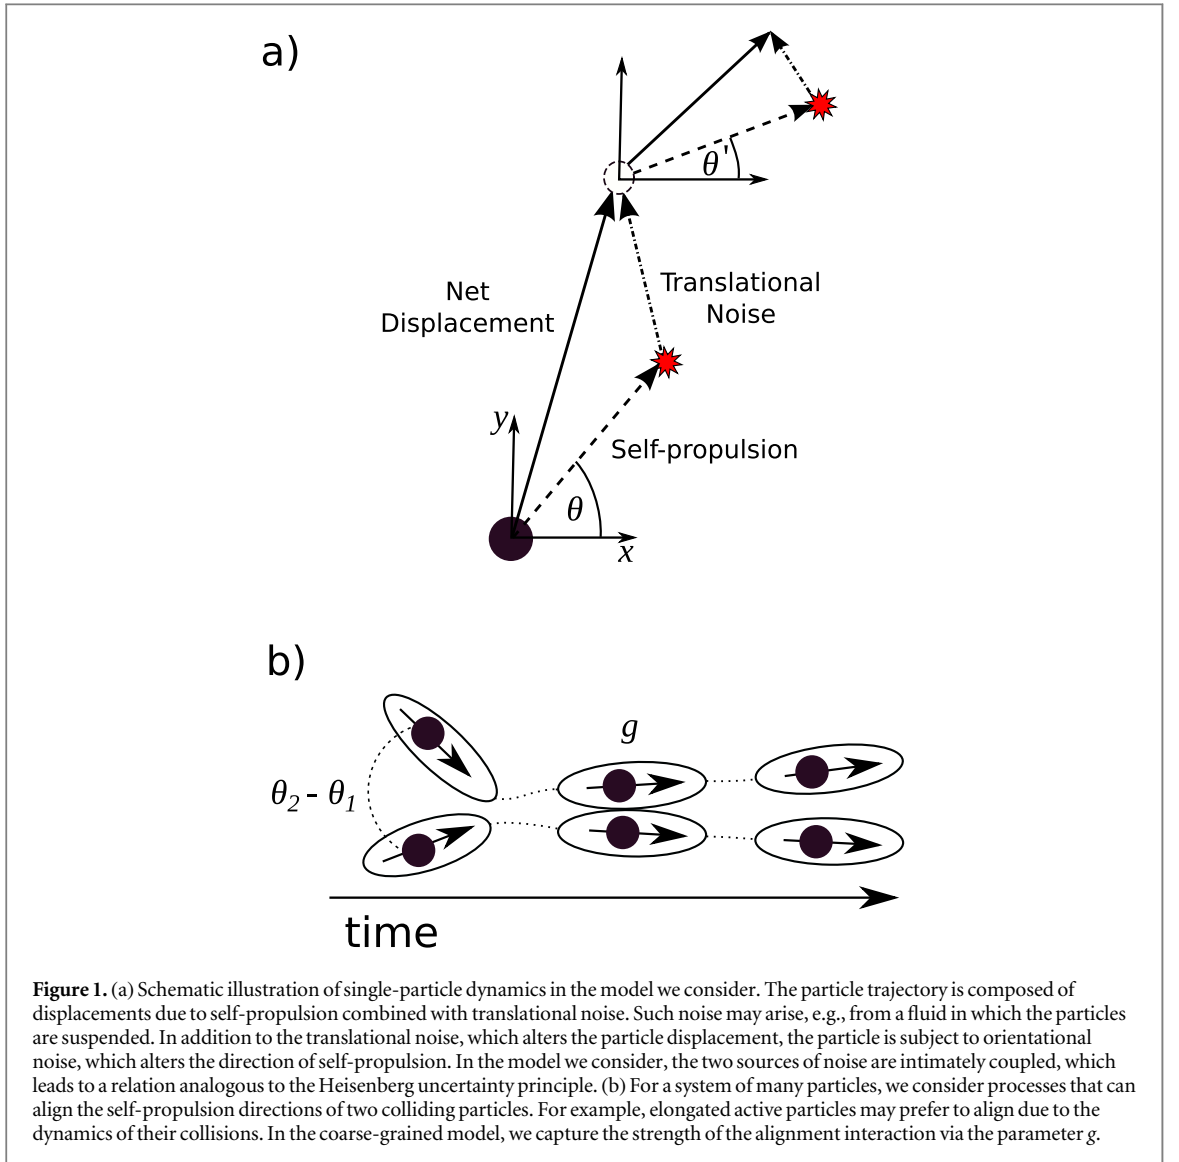 a)
θ'
Net
Displacement
Translational
Noise
y
Self-propulsion
θ
x
b)
g
θ2 - θ1
time
Figure 1. (a) Schematic illustration of single-particle dynamics in the model we consider. The particle trajectory is composed of
displacements due to self-propulsion combined with translational noise. Such noise may arise, e.g., from a fluid in which the particles
are suspended. In addition to the translational noise, which alters the particle displacement, the particle is subject to orientational
noise, which alters the direction of self-propulsion. In the model we consider, the two sources of noise are intimately coupled, which
leads to a relation analogous to the Heisenberg uncertainty principle. (b) For a system of many particles, we consider processes that can
align the self-propulsion directions of two colliding particles. For example, elongated active particles may prefer to align due to the
dynamics of their collisions. In the coarse-grained model, we capture the strength of the alignment interaction via the parameter g.